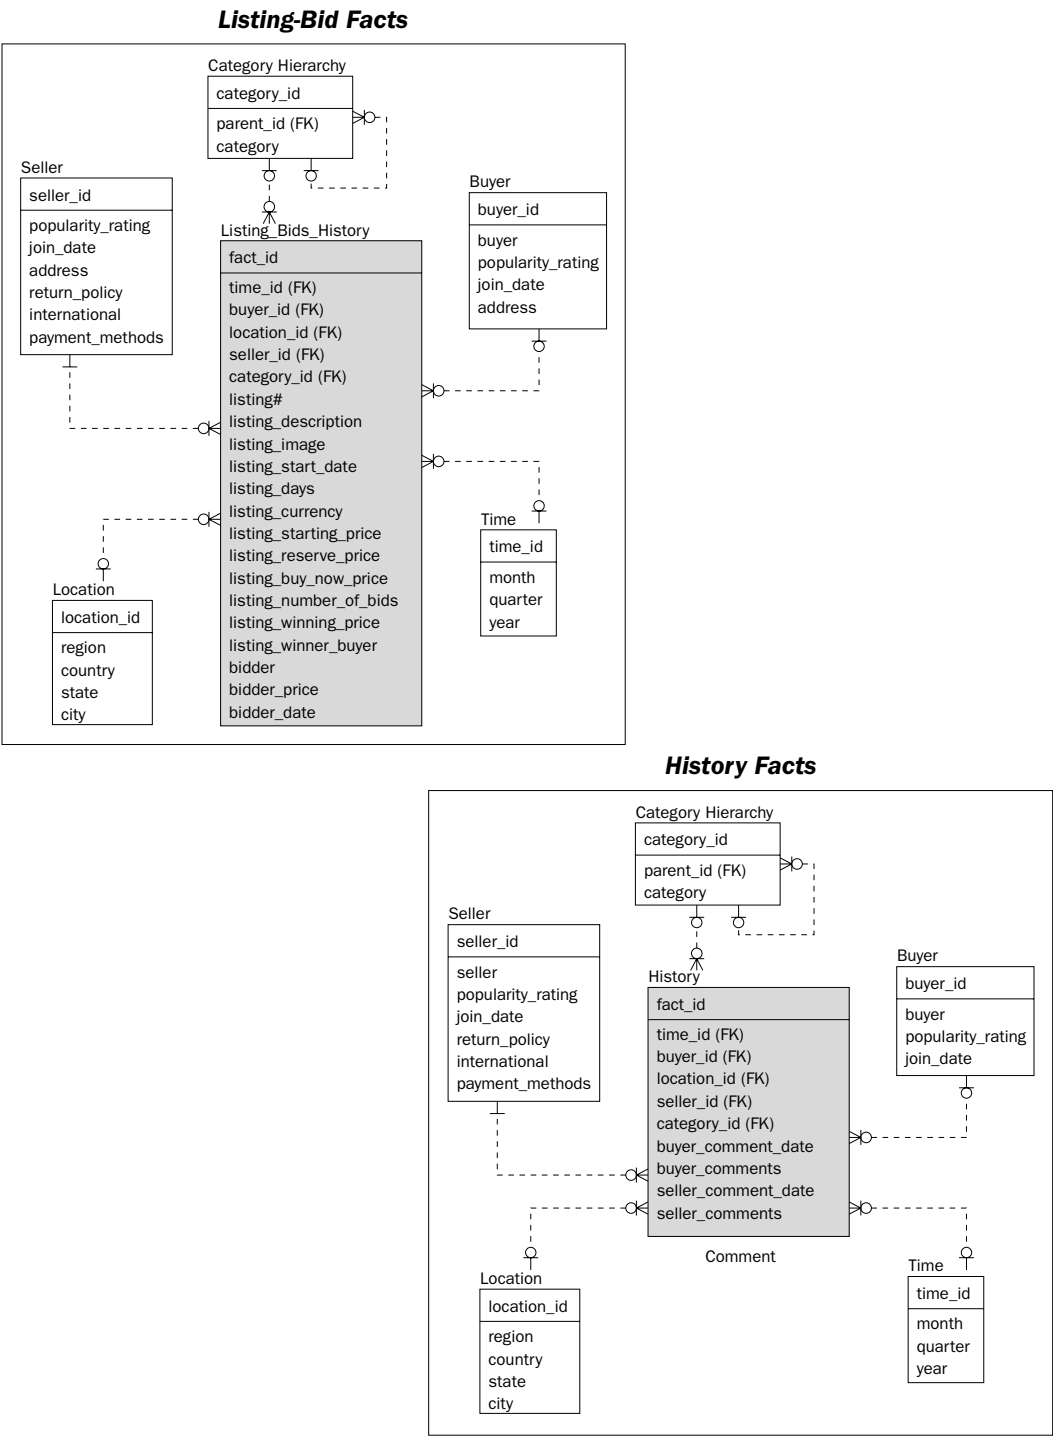 Listing-Bid Facts
Category Hierarchy
category_id
parent_id (FK)
category
Seller
seller_id
popularity_rating
join_date
address
return_policy
international
payment_methods
Buyer
buyer_id
buyer
popularity_rating
join_date
address
Listing_Bids_History
fact_id
time_id (FK)
buyer_id (FK)
location_id (FK)
seller_id (FK)
category_id (FK)
listing#
listing_description
listing_image
listing_start_date
listing_days
listing_currency
listing_starting_price
listing_reserve_price
listing_buy_now_price
listing_number_of_bids
listing_winning_price
listing_winner_buyer
bidder
bidder_price
bidder_date
Time
time_id
month
quarter
year
Location
location_id
region
country
state
city
History Facts
Category Hierarchy
category_id
parent_id (FK)
category
Seller
seller_id
seller
popularity_rating
join_date
return_policy
international
payment_methods
Buyer
buyer_id
buyer
popularity_rating
join_date
History
fact_id
time_id (FK)
buyer_id (FK)
location_id (FK)
seller_id (FK)
category_id (FK)
buyer_comment_date
buyer_comments
seller_comment_date
seller_comments
Comment
Time
time_id
month
quarter
year
Location
location_id
region
country
state
city